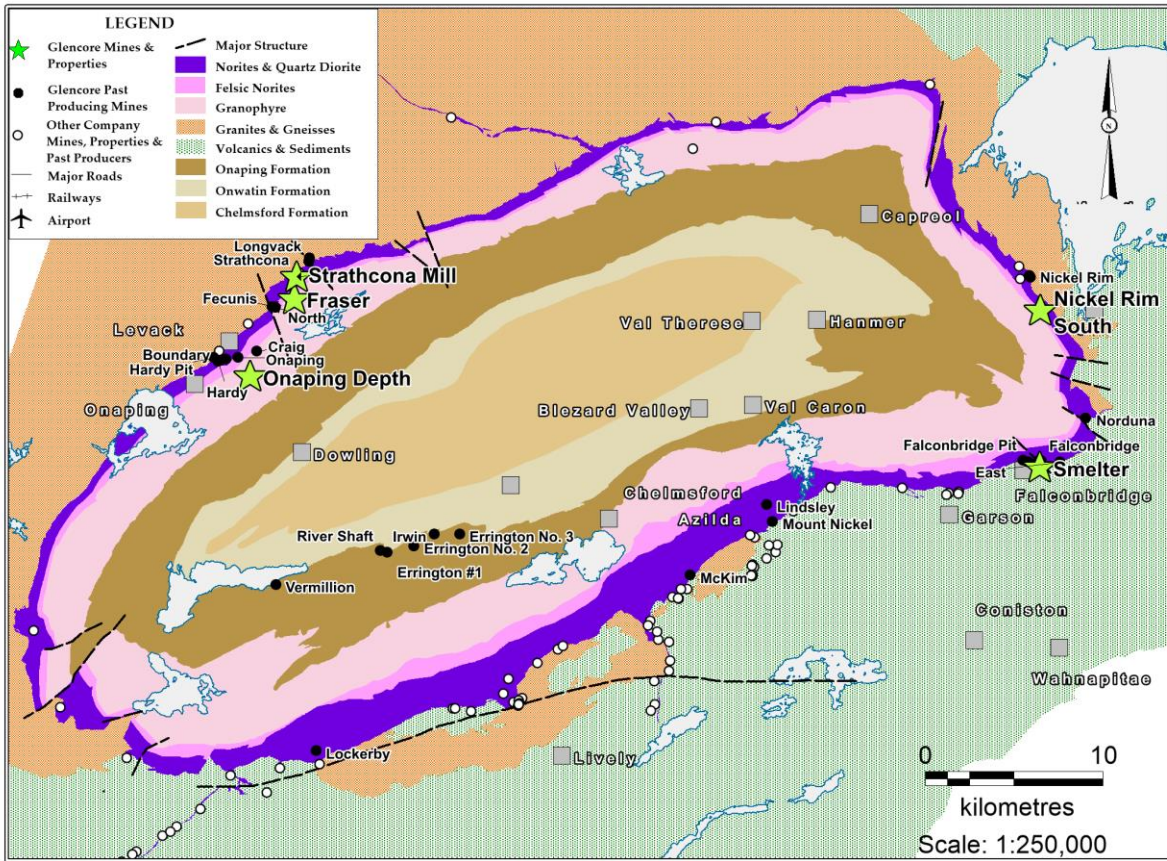 LEGEND
Glencore Mines &
Properties
Glencore Past
Producing Mines
Other Company
Mines, Properties &
Past Producers
Major Roads
Railways
Airport
Major Structure
Norites & Quartz Diorite
Felsic Norites
Granophyre
Granites & Gneisses
Volcanics & Sediments
Onaping Formation
Onwatin Formation
Chelmsford Formation
N
Capreol
Longvack
Strathcona
Strathcona Mill
Fecunis
Fraser
North
Levack
Nickel Rim
Nickel Rim
South
Val Therese
Hanmer
Boundary
Craig
Onaping
Hardy Pit
Hardy
Onaping Depth
Onaping
Blezard Valley
Val Caron
Norduna
Dowling
Falconbridge Pit
Falconbridge
East
Smelter
Falconbridge
Chelmsford
Lindsley
Garson
Azilda
Mount Nickel
River Shaft
Irwin
Errington No. 3
Errington No. 2
Errington #1
Vermillion
McKim
Coniston
Wahnapitae
Lockerby
Lively
0 10
kilometres
Scale: 1:250,000